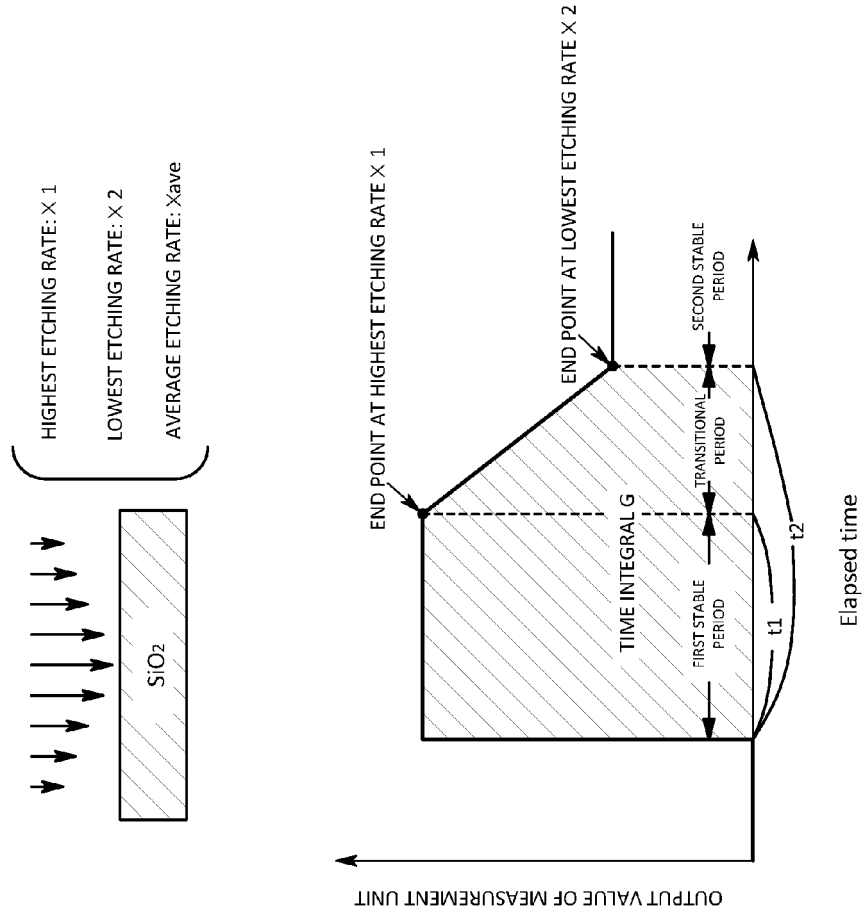 HIGHEST ETCHING RATE: X 1
LOWEST ETCHING RATE: X 2
AVERAGE ETCHING RATE: Xave
SiO2
END POINT AT HIGHEST ETCHING RATE X 1
END POINT AT LOWEST ETCHING RATE X 2
TIME INTEGRAL G
FIRST STABLE
PERIOD
TRANSITIONAL
PERIOD
SECOND STABLE
PERIOD
t1
t2
Elapsed time
OUTPUT VALUE OF MEASUREMENT UNIT